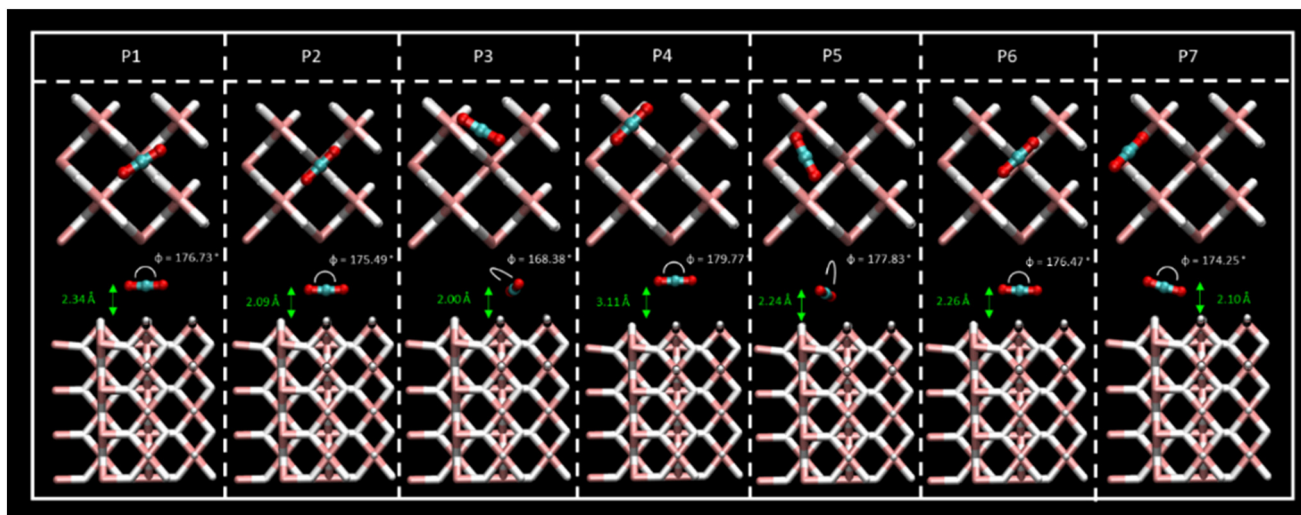 P1 P2 P3 P4 P5 P6 P7
ϕ = 176.73° ϕ = 175.49° ϕ = 168.38° ϕ = 179.77° ϕ = 177.83° ϕ = 176.47° ϕ = 174.25°
2.34 Å 2.09 Å 2.00 Å 3.11 Å 2.24 Å 2.26 Å 2.10 Å